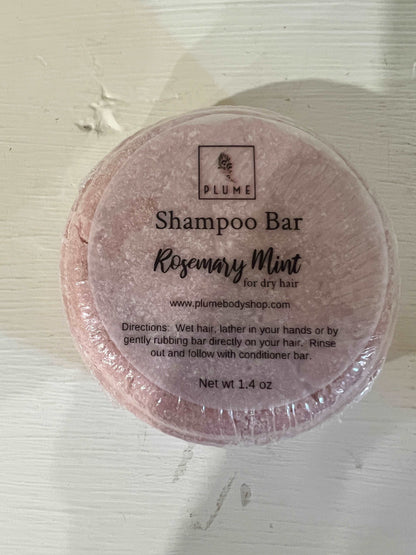 PLUME
Shampoo Bar
Rosemary Mint
for dry hair
www.plumebodyshop.com
Directions: Wet hair, lather in your hands or by
gently rubbing bar directly on your hair. Rinse
out and follow with conditioner bar.
Net wt 1.4 oz